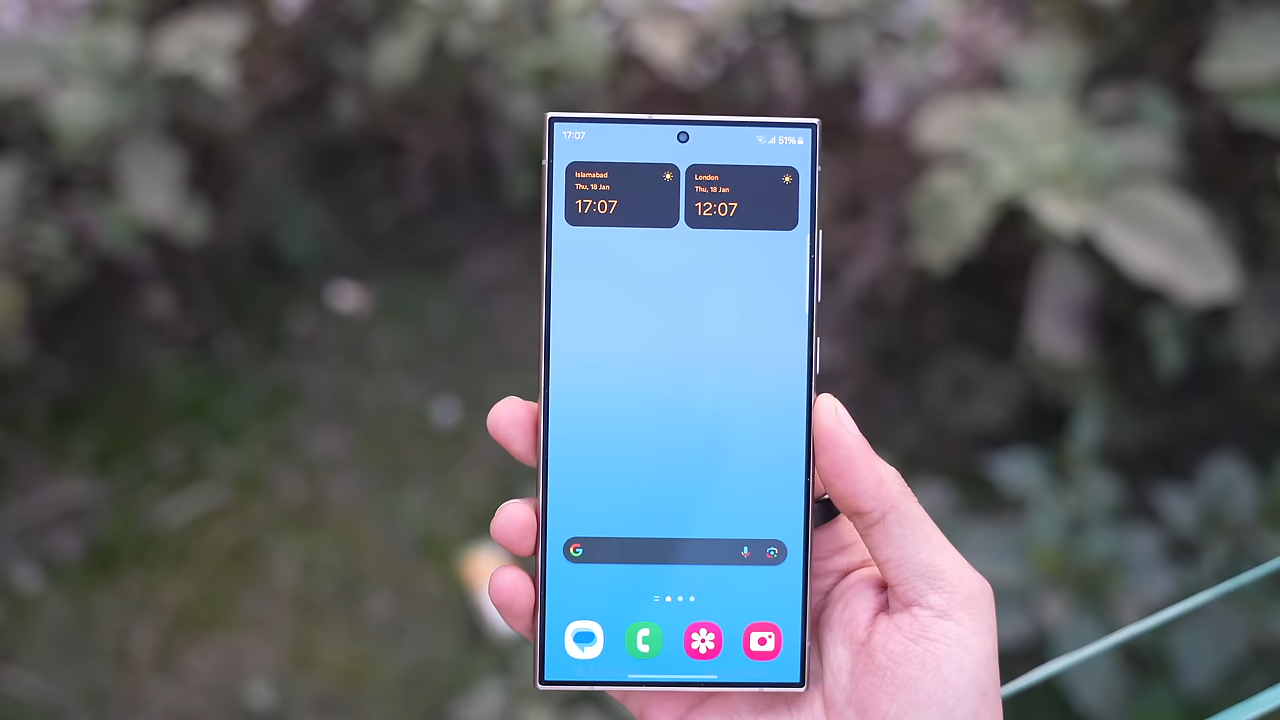 17:07
51%
Islamabad
Thu, 18 Jan
17:07
London
Thu, 18 Jan
12:07
G